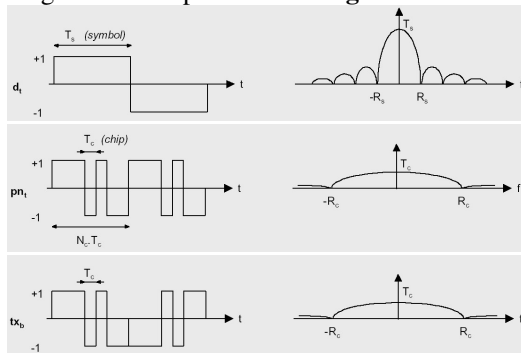 T_s (symbol)
+1
d_t
-1
t
T_s
-R_s R_s
f
T_c (chip)
+1
pn_t
-1
t
N_c.T_c
T_c
-R_c R_c
f
T_c
+1
tx_b
-1
t
T_c
-R_c R_c